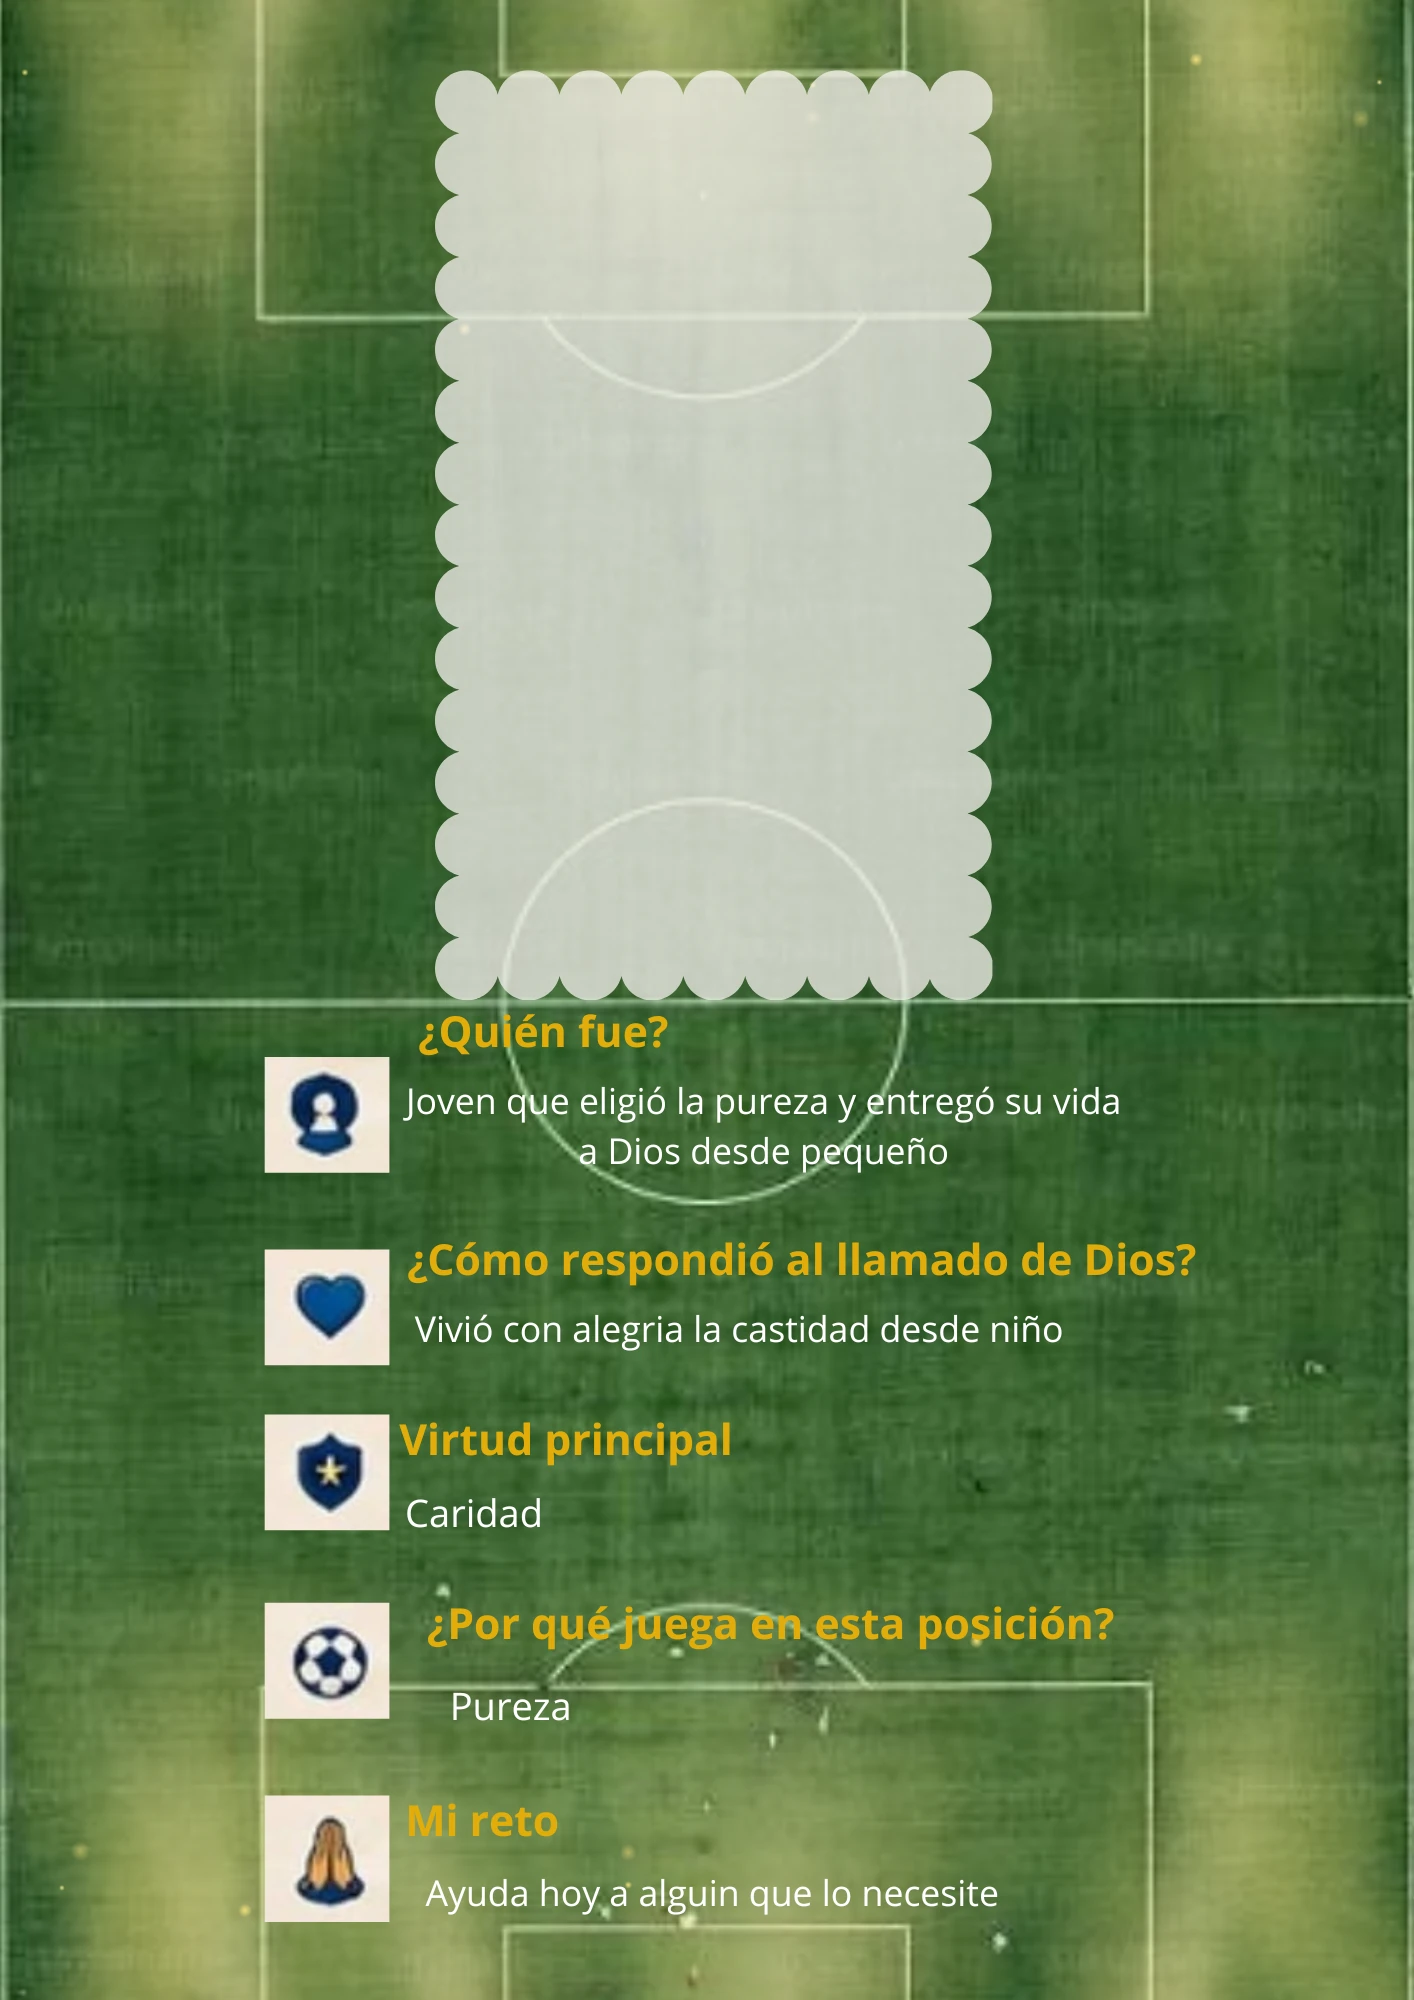 ¿Quién fue?
Joven que eligió la pureza y entregó su vida
a Dios desde pequeño
¿Cómo respondió al llamado de Dios?
Vivió con alegria la castidad desde niño
Virtud principal
Caridad
¿Por qué juega en esta posición?
Pureza
Mi reto
Ayuda hoy a alguin que lo necesite